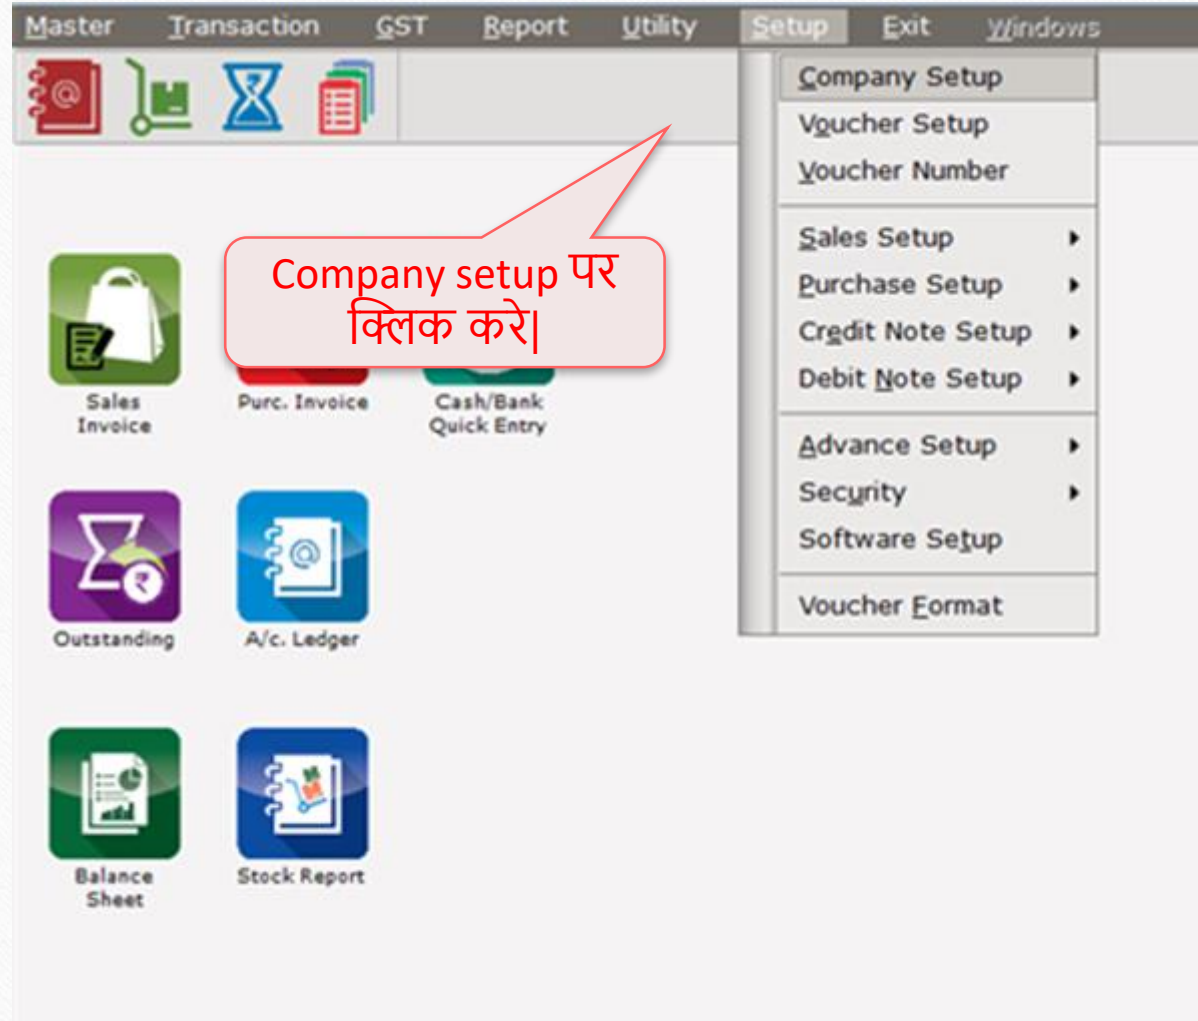 Master Transaction GST Report Utility Setup Exit Windows
Company Setup
Voucher Setup
Voucher Number
Sales Setup
Purchase Setup
Credit Note Setup
Debit Note Setup
Advance Setup
Security
Software Setup
Voucher Format
Company setup पर
क्लिक करे|
Sales
Invoice
Purc. Invoice
Cash/Bank
Quick Entry
Outstanding
A/c. Ledger
Balance
Sheet
Stock Report